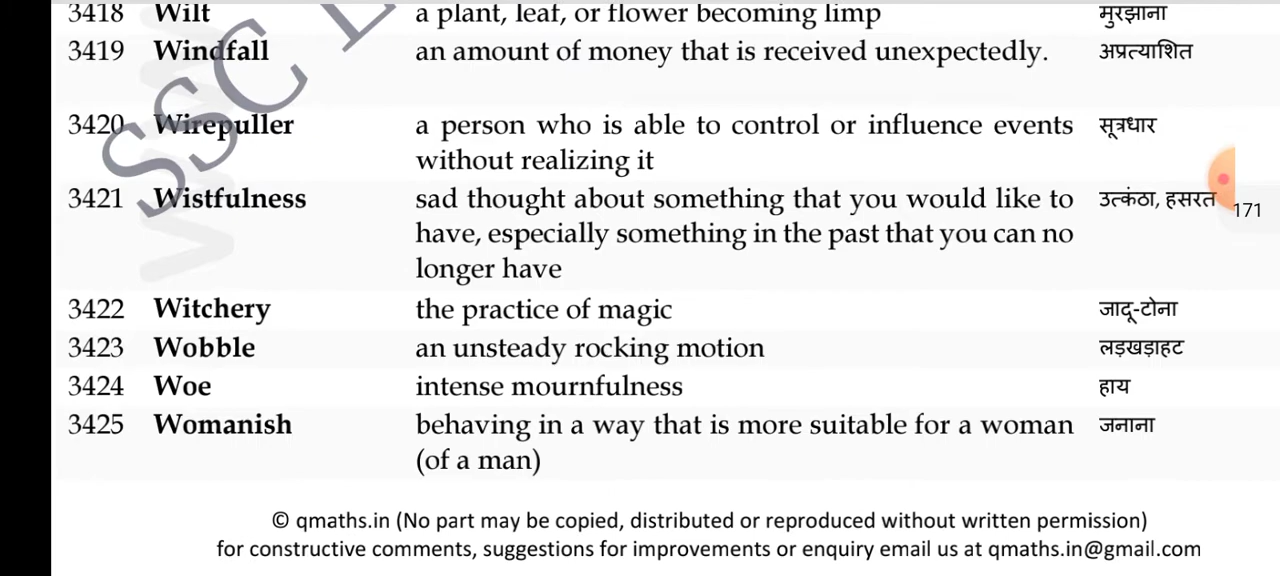 3418 Wilt a plant, leaf, or flower becoming limp मुरझाना
3419 Windfall an amount of money that is received unexpectedly. अप्रत्याशित
3420 Wirepuller a person who is able to control or influence events सूत्रधार
without realizing it
3421 Wistfulness sad thought about something that you would like to उत्कंठा, हसरत
have, especially something in the past that you can no
longer have
171
3422 Witchery the practice of magic जादू-टोना
3423 Wobble an unsteady rocking motion लड़खड़ाहट
3424 Woe intense mournfulness हाय
3425 Womanish behaving in a way that is more suitable for a woman जनाना
(of a man)
© qmaths.in (No part may be copied, distributed or reproduced without written permission)
for constructive comments, suggestions for improvements or enquiry email us at qmaths.in@gmail.com
SSC